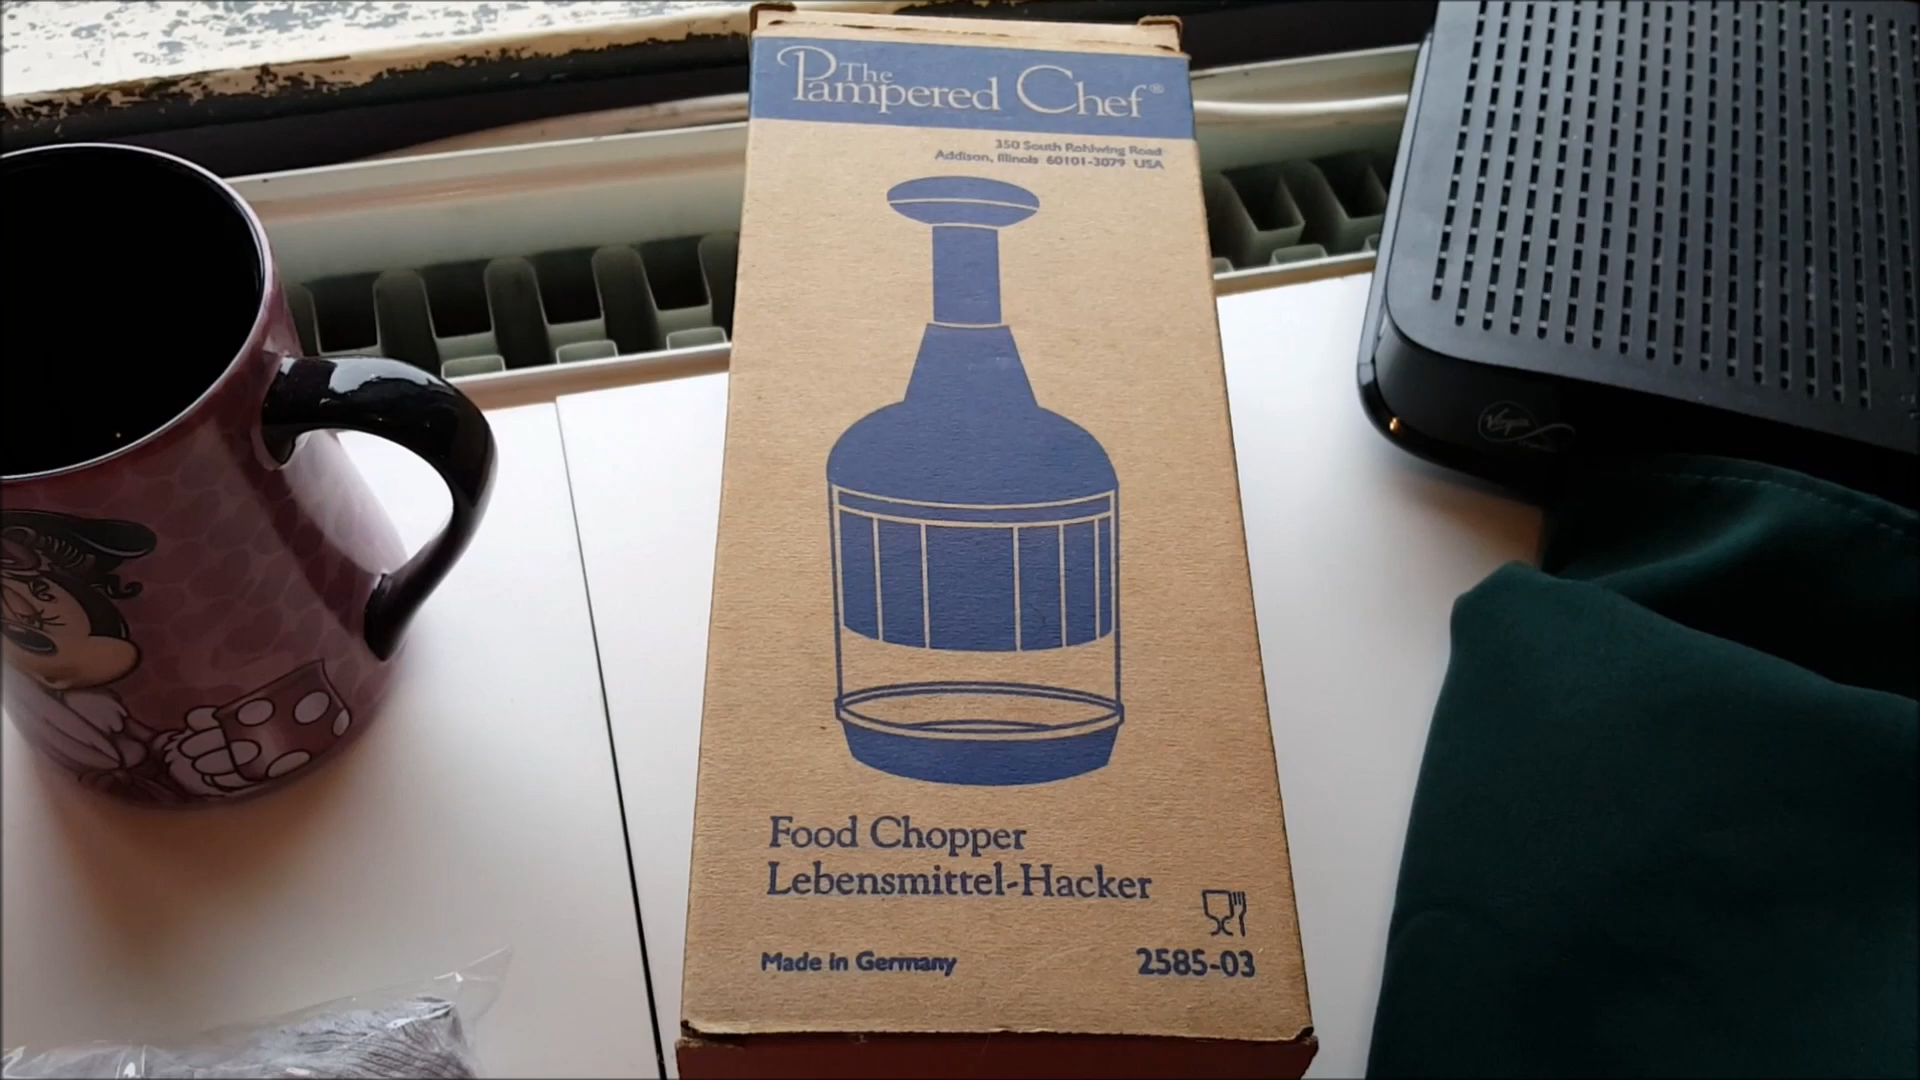 The
Pampered Chef®
350 South Rohlwing Road
Addison, Illinois 60101-3079 USA
Food Chopper
Lebensmittel-Hacker
Made in Germany
2585-03
Virgin